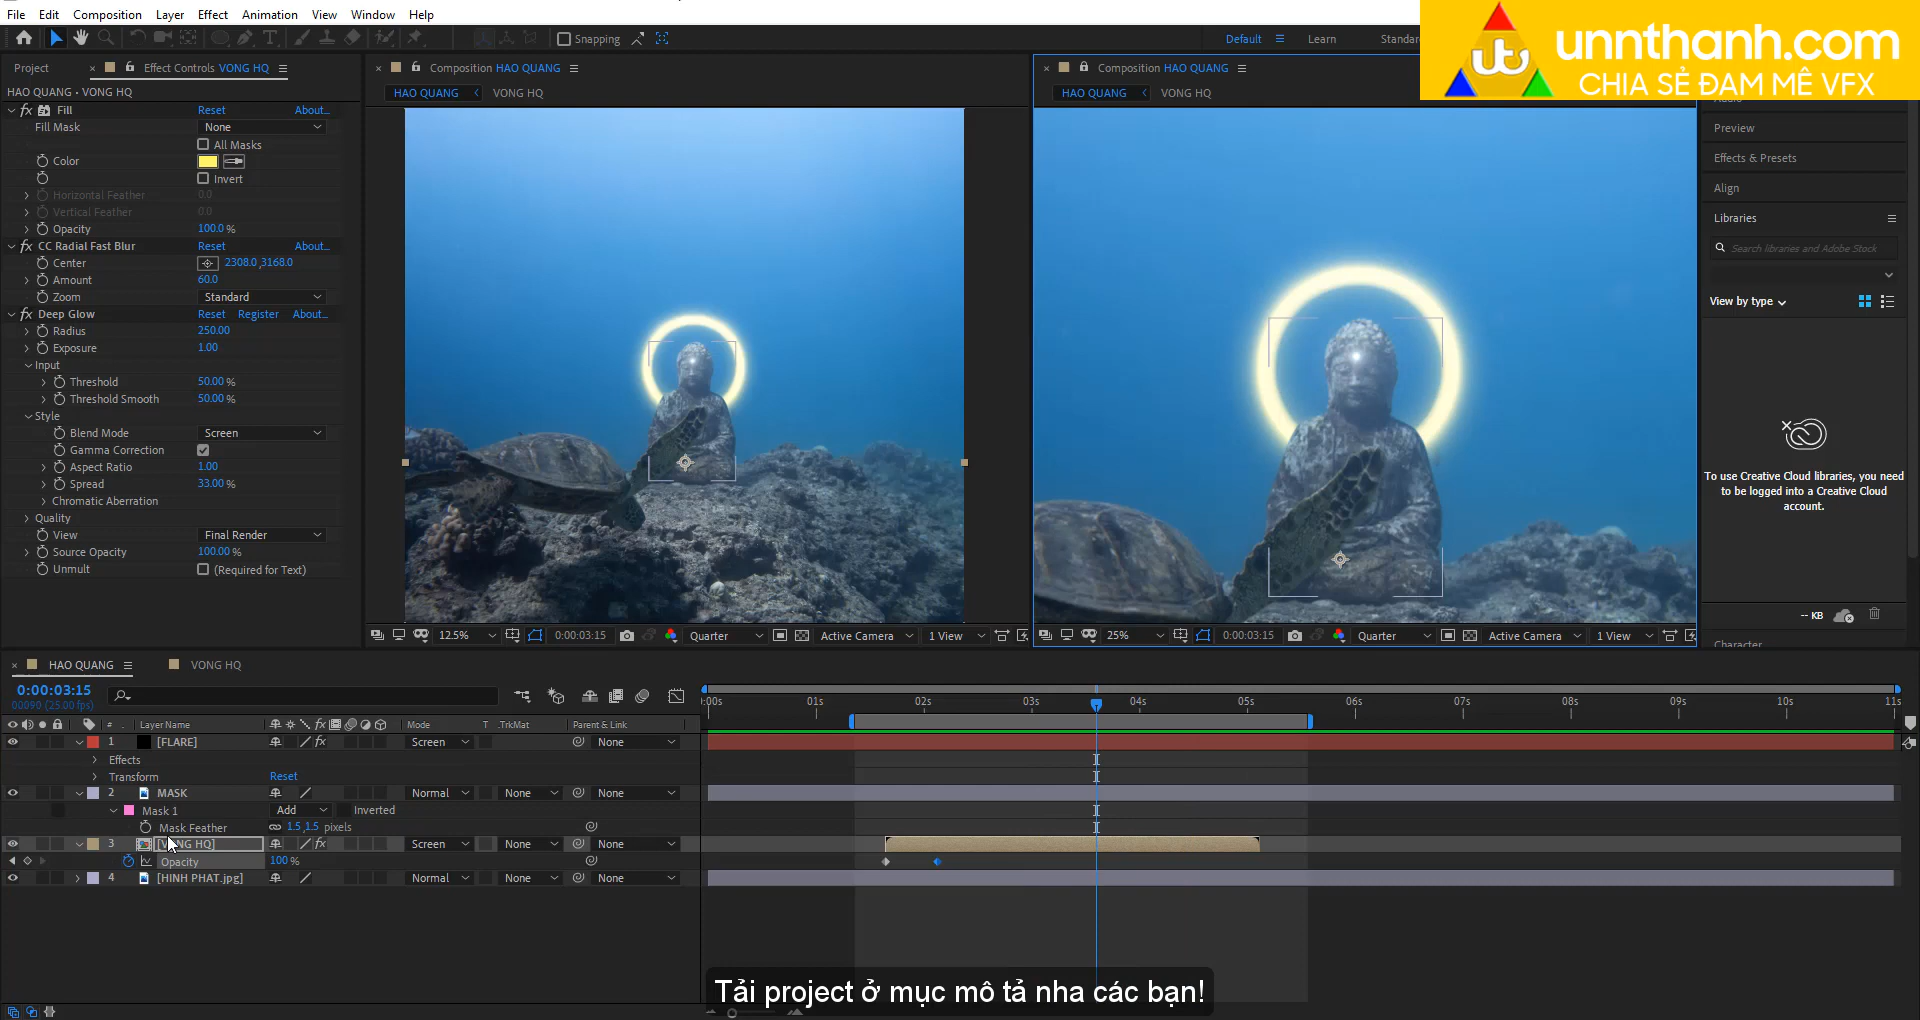 File Edit Composition Layer Effect Animation View Window Help
Snapping
Default Learn Standard
unnthanh.com
CHIA SẺ ĐAM MÊ VFX
Project Effect Controls VONG HQ
HAO QUANG • VONG HQ
fx Fill Reset About...
Fill Mask None
All Masks
Color
Invert
Horizontal Feather 0.0
Vertical Feather 0.0
Opacity 100.0 %
fx CC Radial Fast Blur Reset About...
Center 2308.0,3168.0
Amount 60.0
Zoom Standard
fx Deep Glow Reset Register About...
Radius 250.00
Exposure 1.00
Input
Threshold 50.00 %
Threshold Smooth 50.00 %
Style
Blend Mode Screen
Gamma Correction
Aspect Ratio 1.00
Spread 33.00 %
Chromatic Aberration
Quality
View Final Render
Source Opacity 100.00 %
Unmult (Required for Text)
Composition HAO QUANG
HAO QUANG VONG HQ
12.5% 0:00:03:15 Quarter Active Camera 1 View
Composition HAO QUANG
HAO QUANG VONG HQ
25% 0:00:03:15 Quarter Active Camera 1 View
Audio
Preview
Effects & Presets
Align
Libraries
Search libraries and Adobe Stock
View by type
To use Creative Cloud libraries, you need
to be logged into a Creative Cloud
account.
-- KB
Character
HAO QUANG VONG HQ
0:00:03:15
00090 (25.00 fps)
:00s 01s 02s 03s 04s 05s 06s 07s 08s 09s 10s 11s
# Layer Name fx Mode T .TrkMat Parent & Link
1 [FLARE] fx Screen None
Effects
Transform Reset
2 MASK Normal None None
Mask 1 Add Inverted
Mask Feather 1.5,1.5 pixels
3 [VONG HQ] fx Screen None None
Opacity 100 %
4 [HINH PHAT.jpg] Normal None None
Tải project ở mục mô tả nha các bạn!